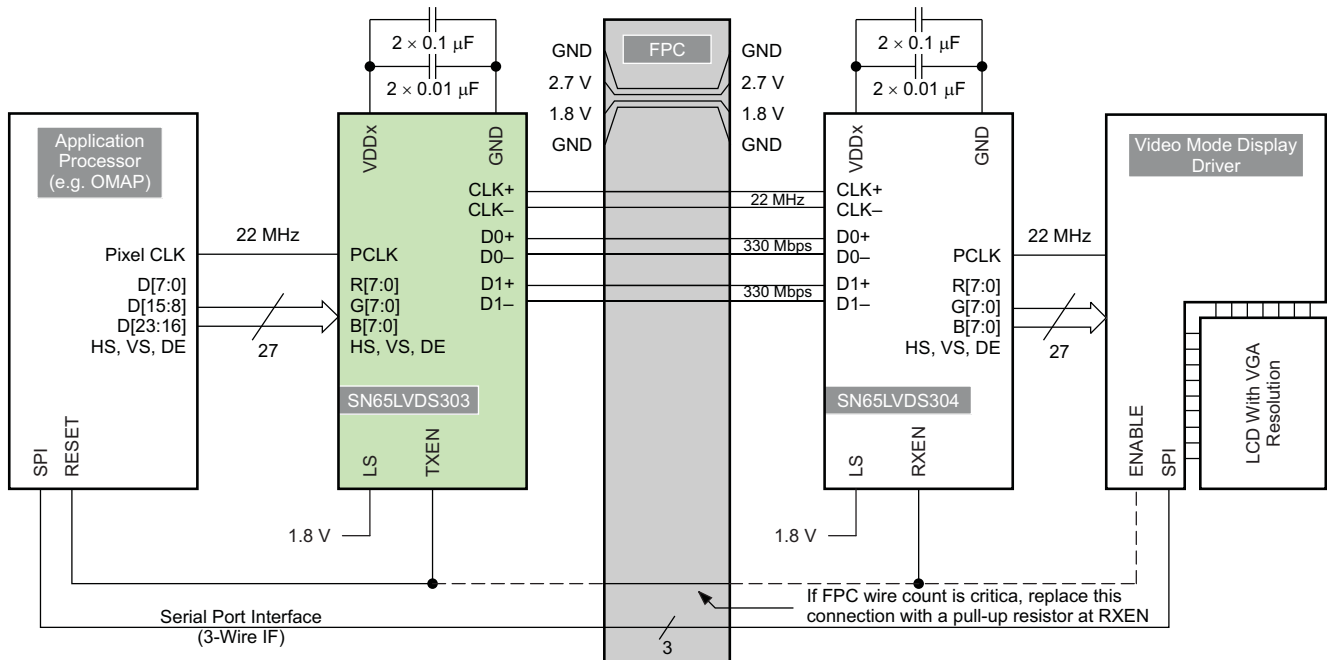 2 × 0.1 μF
2 × 0.01 μF
GND
2.7 V
1.8 V
GND
FPC
GND
2.7 V
1.8 V
GND
2 × 0.1 μF
2 × 0.01 μF
Application
Processor
(e.g. OMAP)
Pixel CLK
D[7:0]
D[15:8]
D[23:16]
HS, VS, DE
SPI
RESET
22 MHz
27
VDDx
GND
CLK+
CLK–
D0+
D0–
D1+
D1–
PCLK
R[7:0]
G[7:0]
B[7:0]
HS, VS, DE
SN65LVDS303
LS
TXEN
1.8 V
22 MHz
330 Mbps
330 Mbps
VDDx
GND
CLK+
CLK–
D0+
D0–
D1+
D1–
PCLK
R[7:0]
G[7:0]
B[7:0]
HS, VS, DE
SN65LVDS304
LS
RXEN
1.8 V
22 MHz
27
Video Mode Display
Driver
ENABLE
SPI
LCD With VGA
Resolution
If FPC wire count is critica, replace this
connection with a pull-up resistor at RXEN
Serial Port Interface
(3-Wire IF)
3